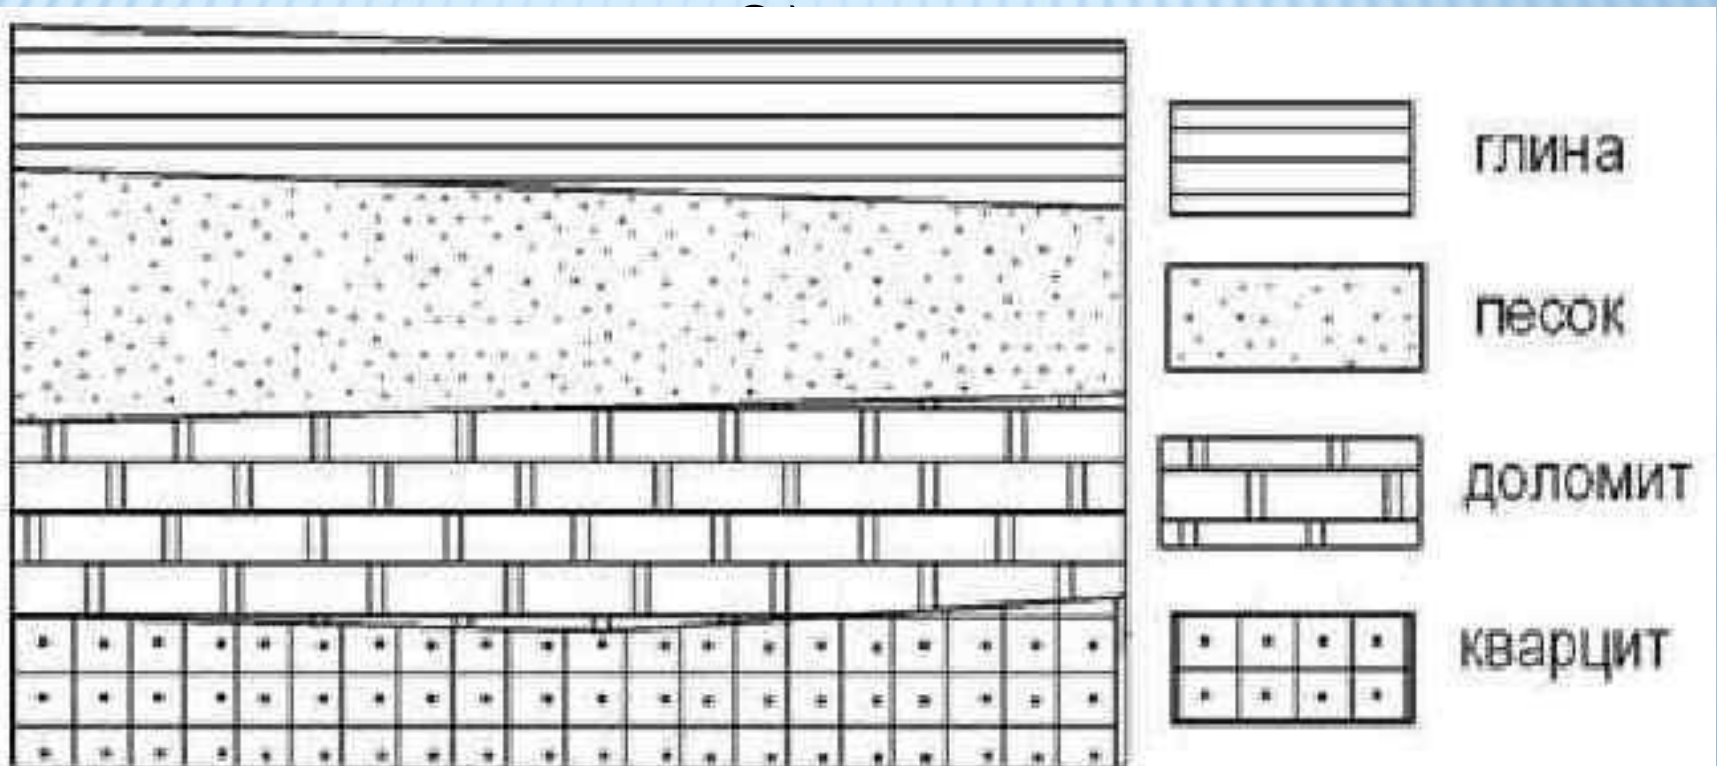 глина
песок
доломит
кварцит